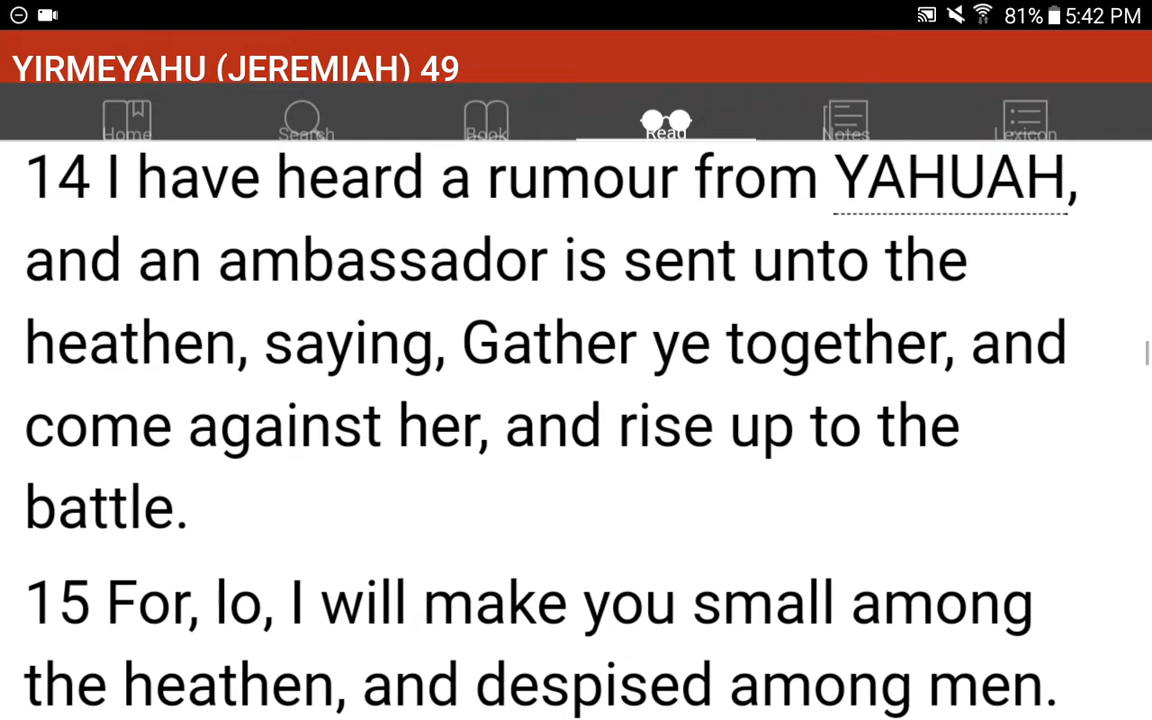 81% 5:42 PM
YIRMEYAHU (JEREMIAH) 49
Home Search Book Read Notes Lexicon
14 I have heard a rumour from YAHUAH,
and an ambassador is sent unto the
heathen, saying, Gather ye together, and
come against her, and rise up to the
battle.
15 For, lo, I will make you small among
the heathen, and despised among men.